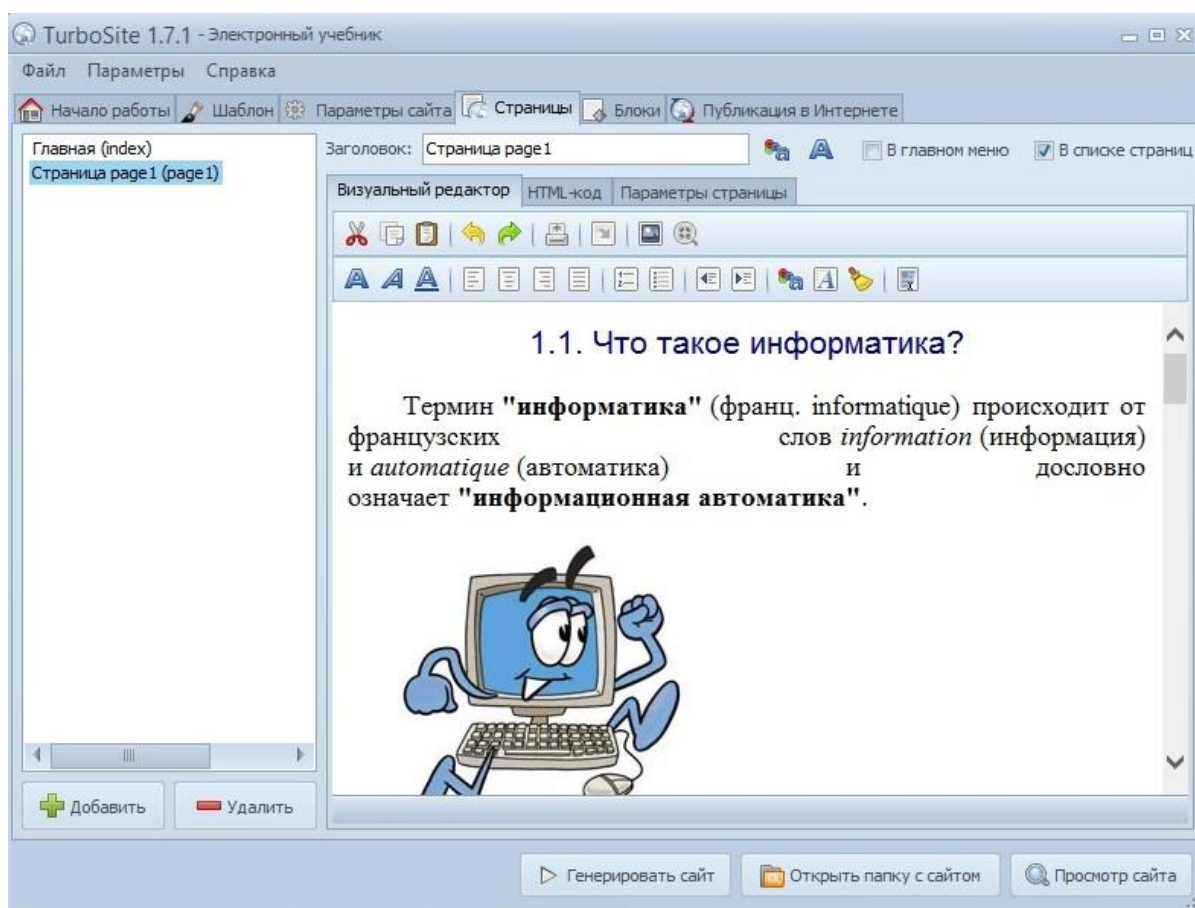 TurboSite 1.7.1 - Электронный учебник
Файл Параметры Справка
Начало работы Шаблон Параметры сайта Страницы Блоки Публикация в Интернете
Главная (index)
Страница page1 (page1)
Заголовок: Страница page1 В главном меню В списке страниц
Визуальный редактор HTML-код Параметры страницы
1.1. Что такое информатика?
Термин "информатика" (франц. informatique) происходит от
французских слов information (информация)
и automatique (автоматика) и дословно
означает "информационная автоматика".
Добавить Удалить
Генерировать сайт Открыть папку с сайтом Просмотр сайта